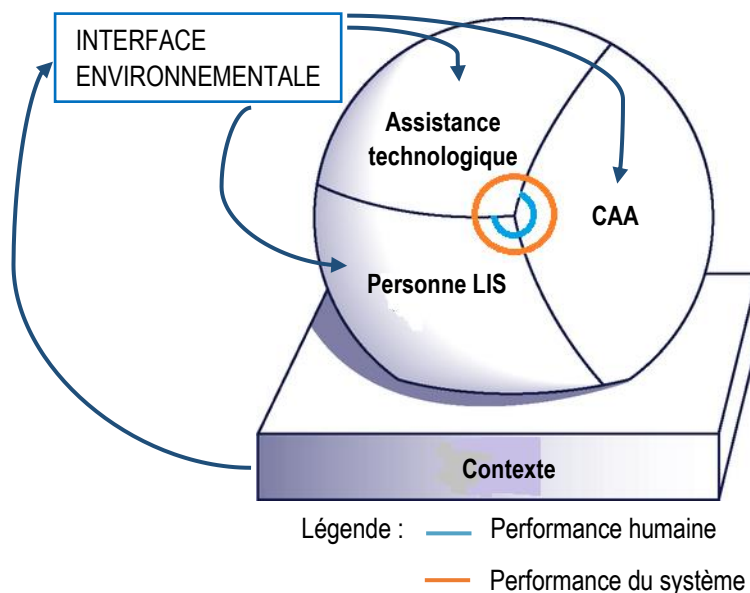 INTERFACE
ENVIRONNEMENTALE
Assistance
technologique
CAA
Personne LIS
Contexte
Légende :
Performance humaine
Performance du système